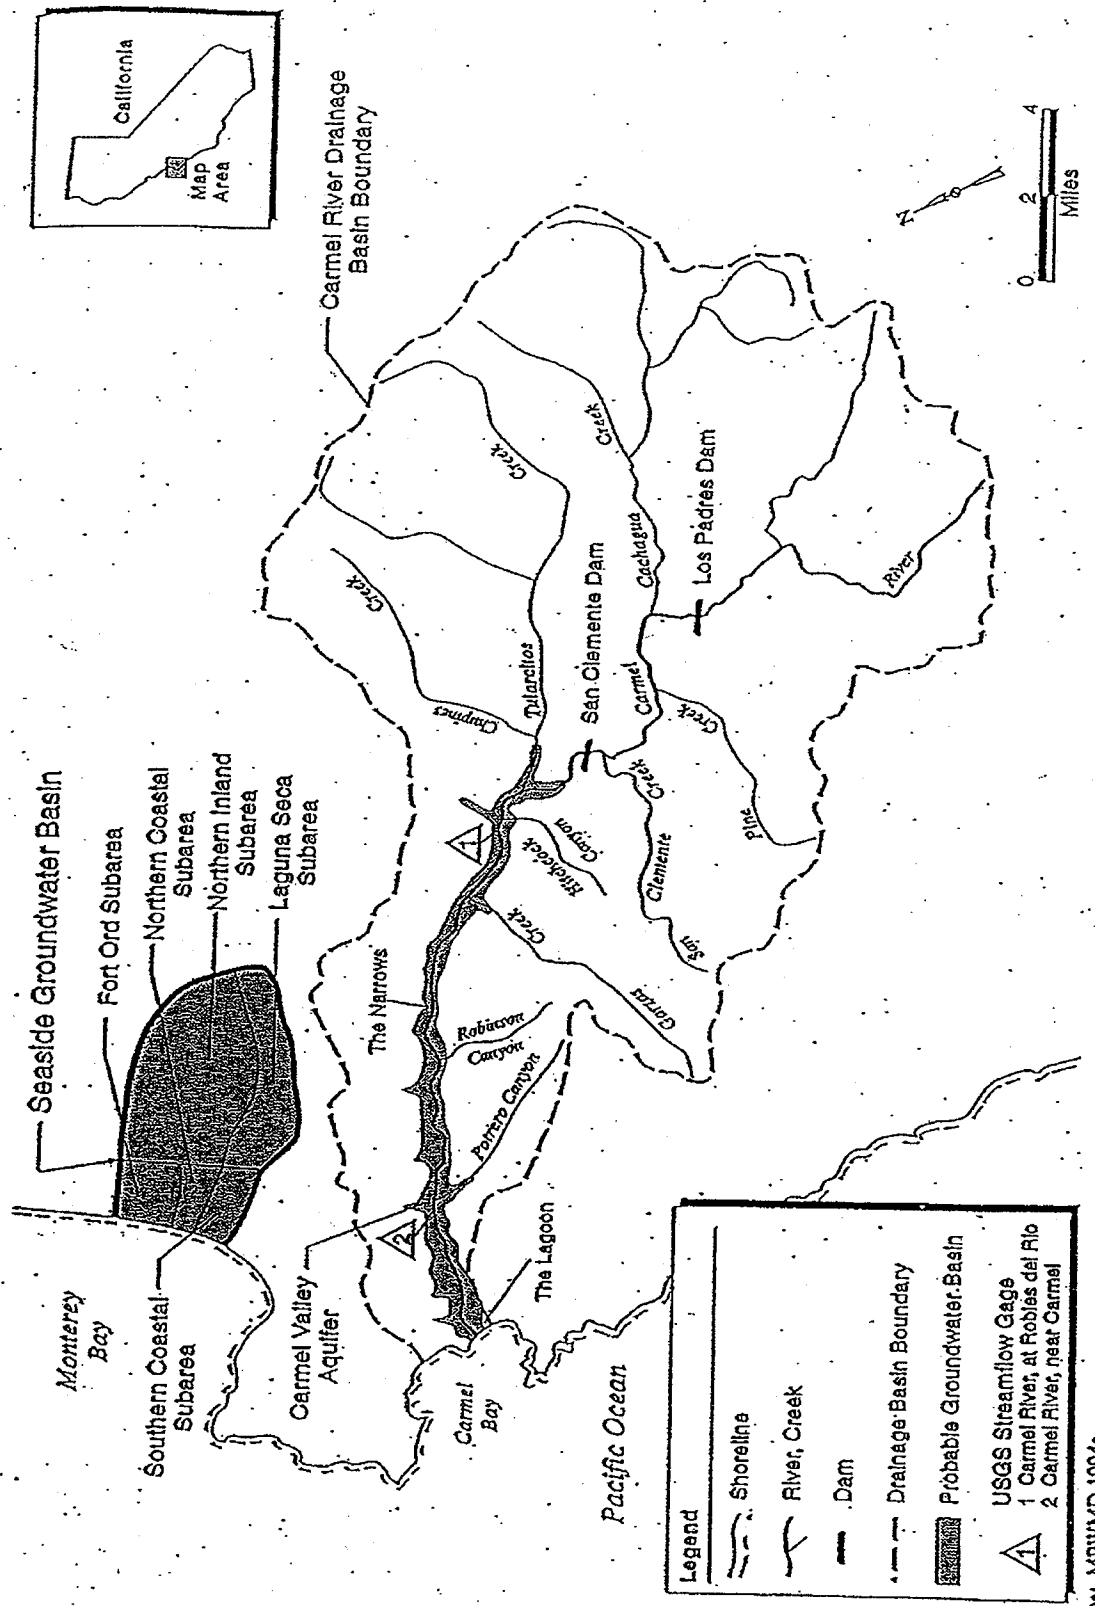 California
Map
Area
Carmel River Drainage
Basin Boundary
Seaside Groundwater Basin
Fort Ord Subarea
Northern Coastal
Subarea
Northern Inland
Subarea
Laguna Seca
Subarea
Monterey
Bay
Southern Coastal
Subarea
Carmel Valley
Aquifer
The Narrows
Chupines
Creek
Tularcitos
Creek
San Clemente Dam
Cachagua
Creek
Los Padres Dam
Carmel
River
Pine
Creek
San
Clemente
Creek
Hitchcock
Canyon
Garzas
Creek
Robinson
Canyon
Potrero Canyon
The Lagoon
Carmel
Bay
Pacific Ocean
1
2
N
0 2 4
Miles
Legend
Shoreline
River, Creek
Dam
Drainage Basin Boundary
Probable Groundwater Basin
1
USGS Streamflow Gage
1 Carmel River, at Robles del Rio
2 Carmel River, near Carmel